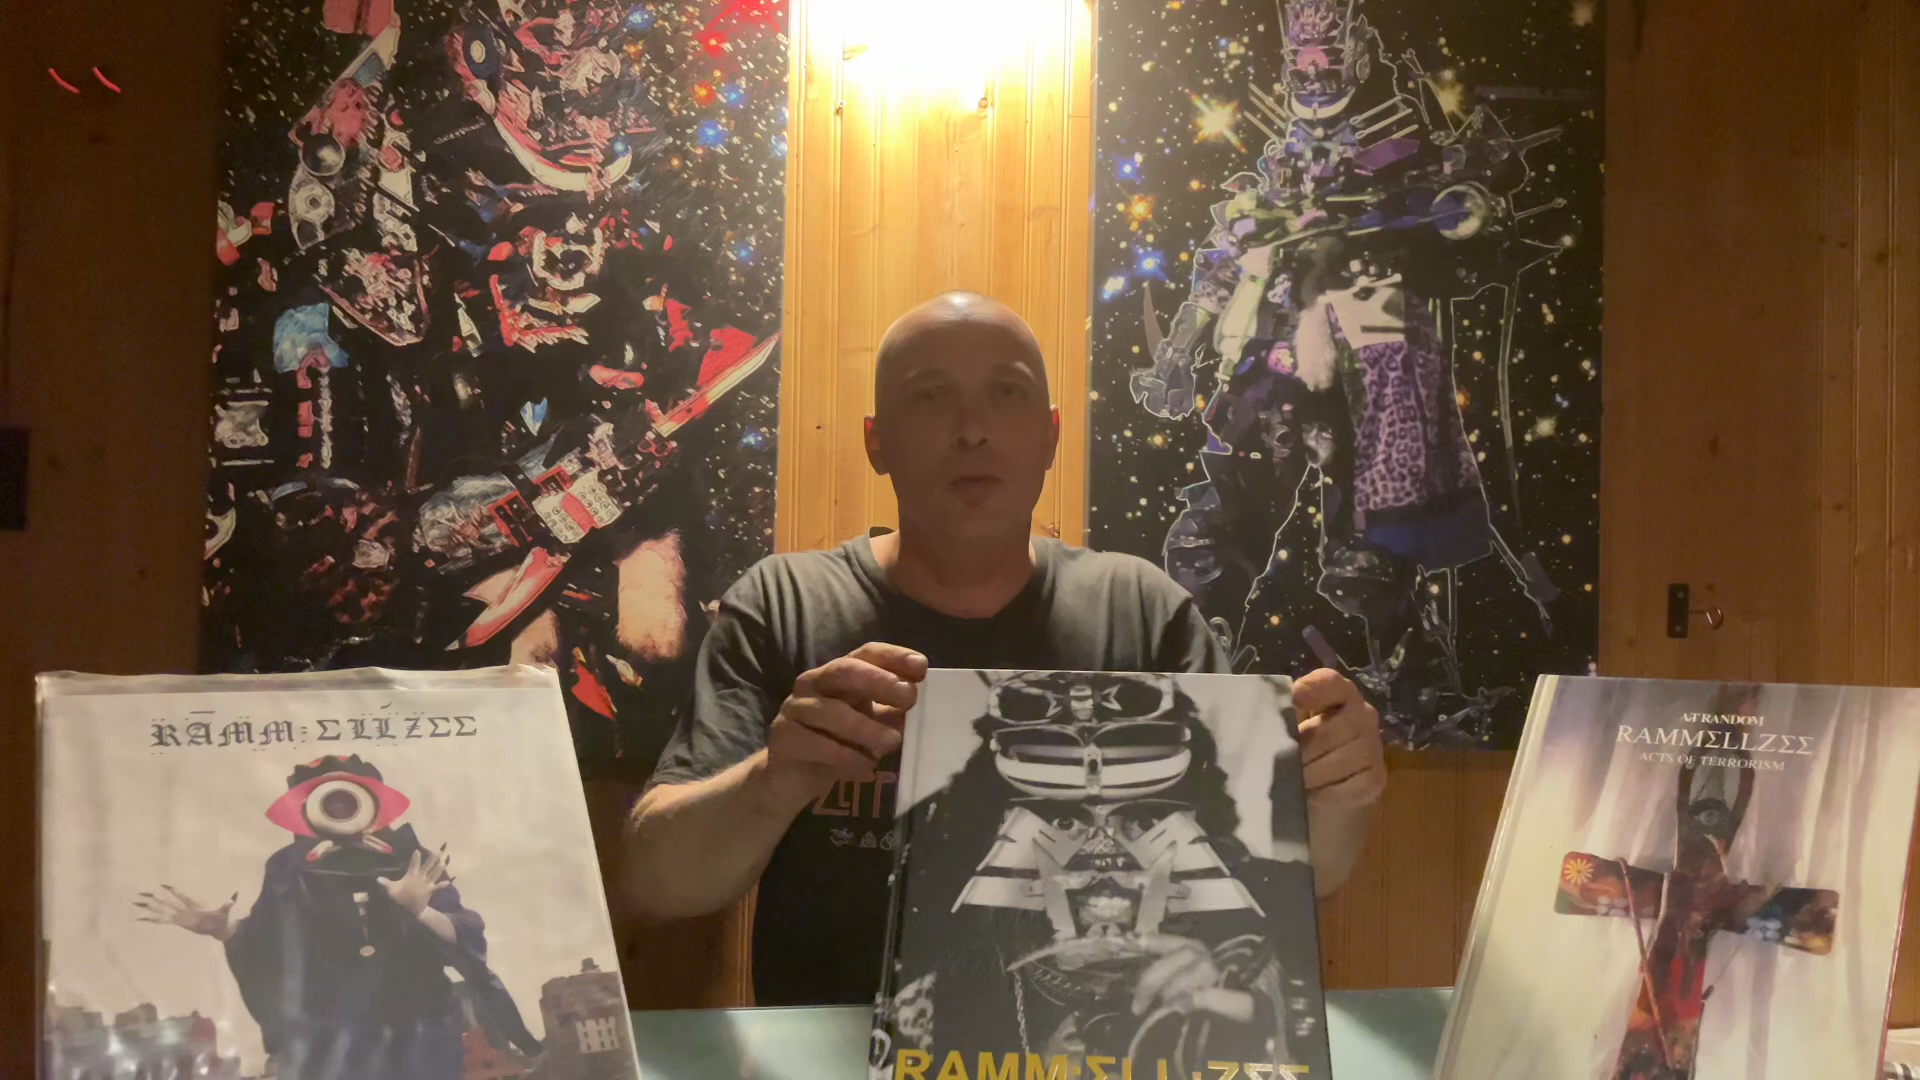 RAMM:ΣLLZΣΣ
RAMM:ΣLL:ZΣΣ
AT RANDOM
RAMMΣLLZΣΣ
ACTS OF TERRORISM